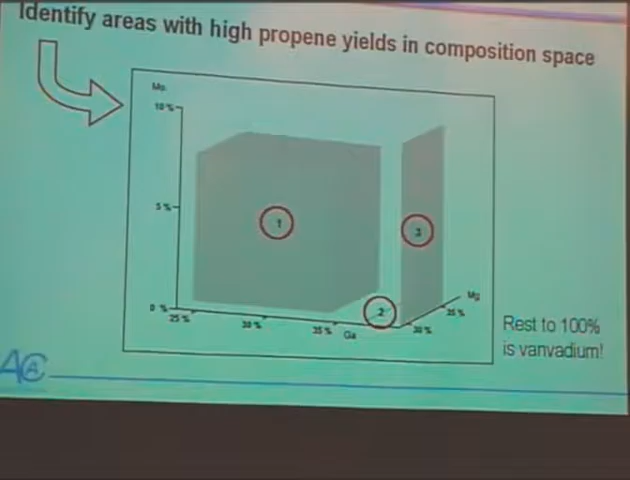 Identify areas with high propene yields in composition space
Mo
10 %
5 %
0 %
25 %
30 %
35 %
Ga
30 %
35 %
Mg
1
2
3
Rest to 100%
is vanvadium!